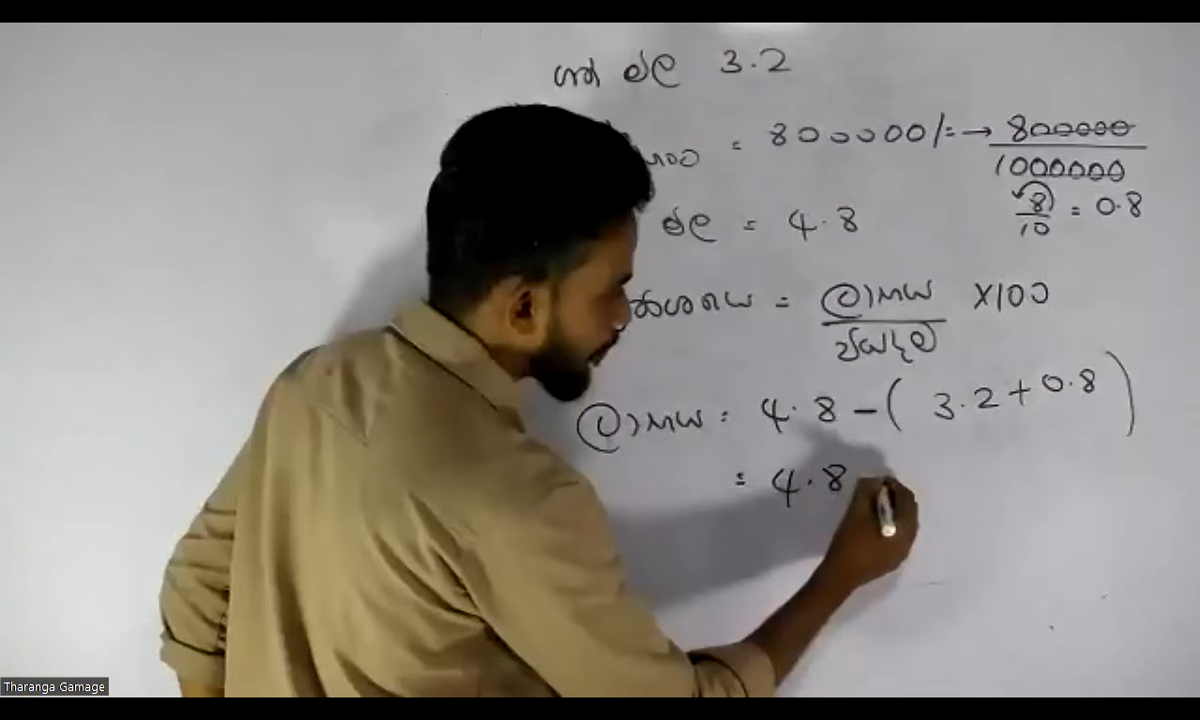 ගත් මිල 3.2
= 800000/= → 800000/1000000
8/10 = 0.8
මිල = 4.8
= ලාභය/වියදම ×100
ලාභය = 4.8 - ( 3.2 + 0.8 )
= 4.8
Tharanga Gamage